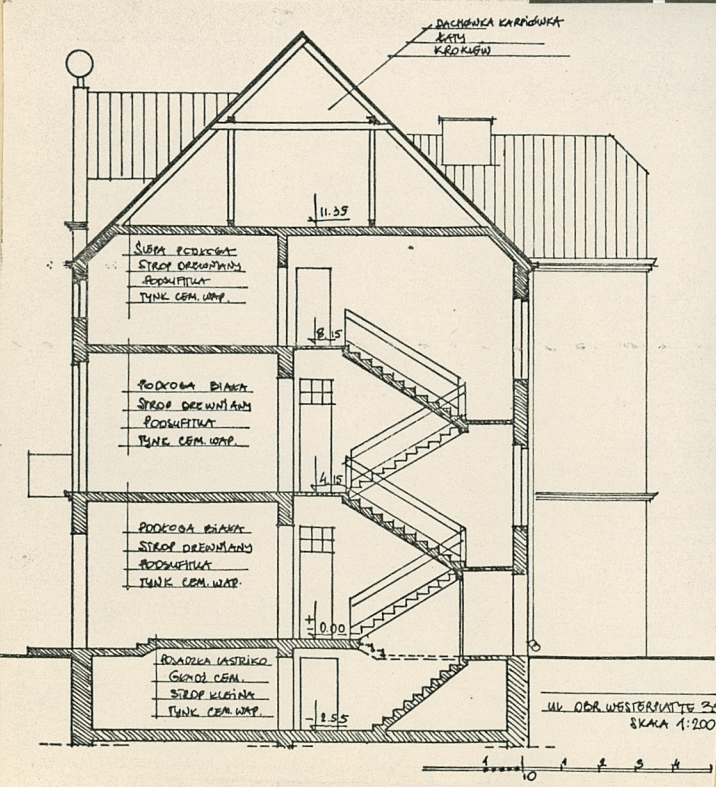 DACHÓWKA KARPIÓWKA
ŁATY
KROKIEW
11.35
ŚLEPA PODŁOGA
STROP DREWNIANY
PODSUFITKA
TYNK CEM. WAP.
8.15
PODŁOGA BIAŁA
STROP DREWNIANY
PODSUFITKA
TYNK CEM. WAP.
4.15
PODŁOGA BIAŁA
STROP DREWNIANY
PODSUFITKA
TYNK CEM. WAP.
± 0.00
POSADZKA LASTRIKO
GŁADŹ CEM.
STROP KLEINA
TYNK CEM. WAP.
- 2.55
UL. OBR. WESTERPLATTE
SKALA 1:200
1 0 1 2 3 4